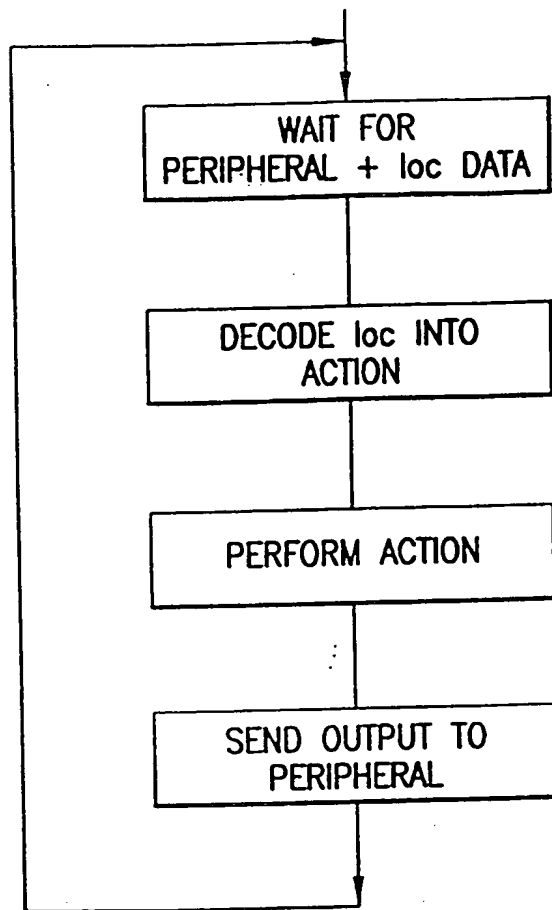 WAIT FOR
PERIPHERAL + loc DATA
DECODE loc INTO
ACTION
PERFORM ACTION
SEND OUTPUT TO
PERIPHERAL